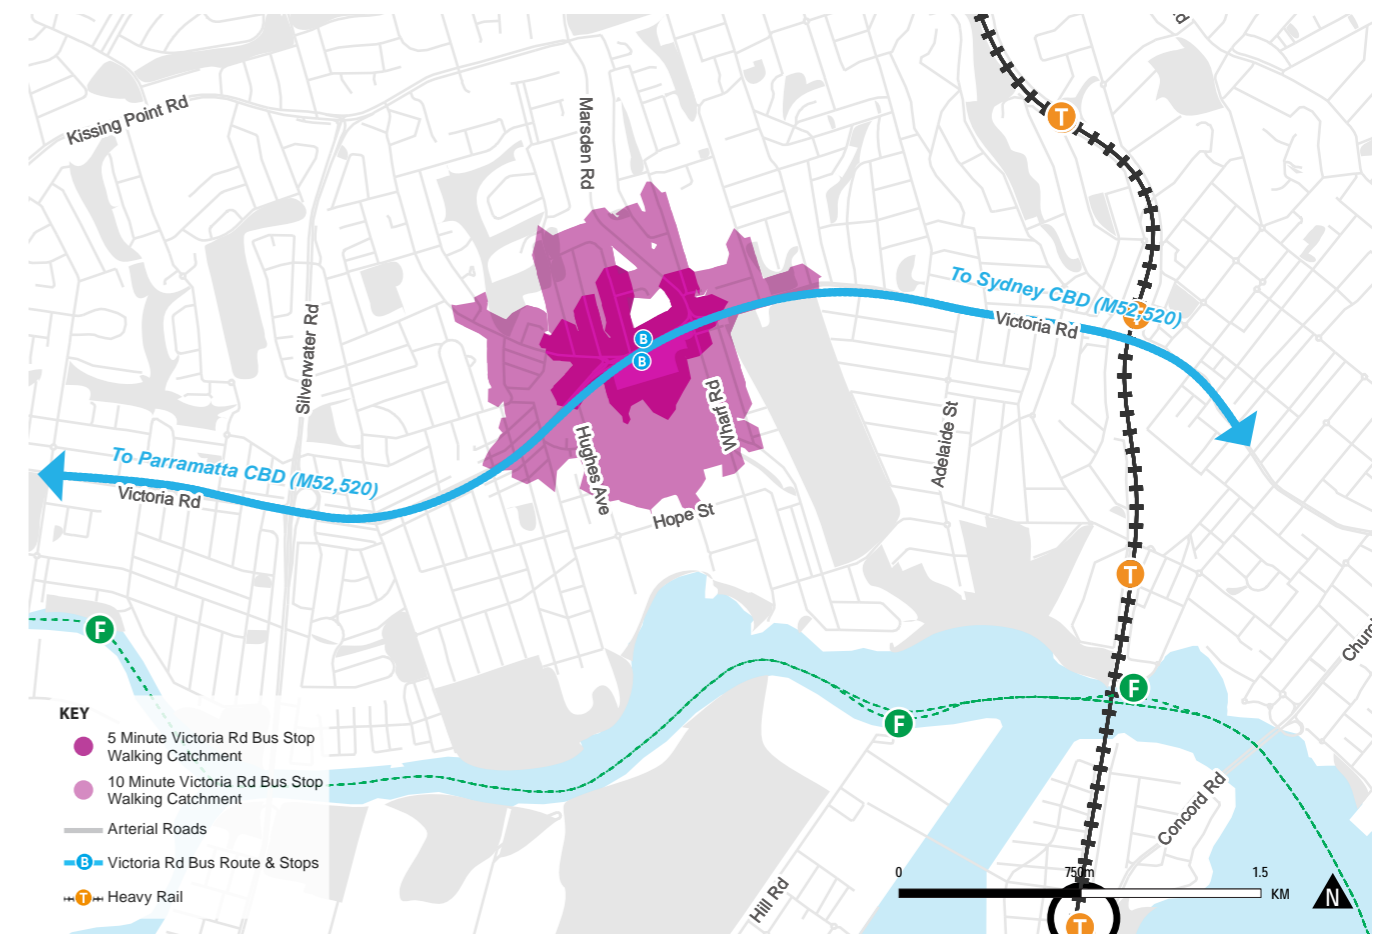 Rd
T
Kissing Point Rd
Marsden Rd
To Sydney CBD (M52,520)
T
Victoria Rd
Silverwater Rd
B
B
Wharf Rd
Adelaide St
Hughes Ave
To Parramatta CBD (M52,520)
Victoria Rd
Hope St
T
F
F
F
KEY
5 Minute Victoria Rd Bus Stop
Walking Catchment
10 Minute Victoria Rd Bus Stop
Walking Catchment
Arterial Roads
B
Victoria Rd Bus Route & Stops
T
Heavy Rail
Concord Rd
Hill Rd
0
750m
1.5
KM
N
T